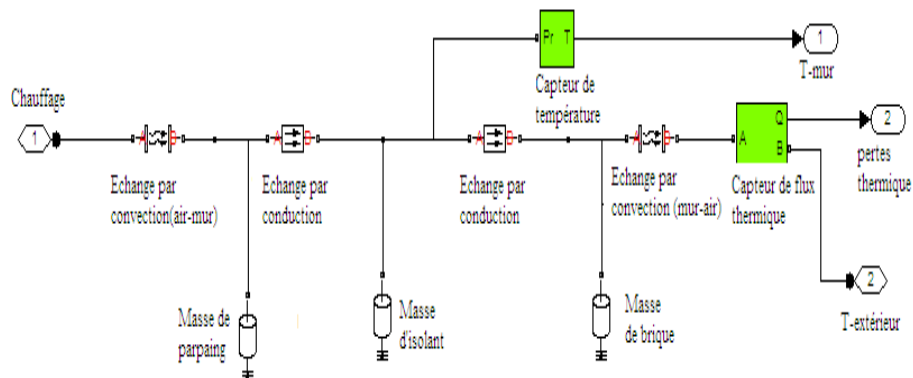 Chauffage
1
A B
Echange par
convection(air-mur)
A B
Echange par
conduction
Pr T
Capteur de
température
1
T-mur
A B
Echange par
conduction
A B
Echange par
convection (mur-air)
A Q
B
Capteur de flux
thermique
2
pertes
thermique
2
T-extérieur
Masse de
parpaing
Masse
d'isolant
Masse
de brique